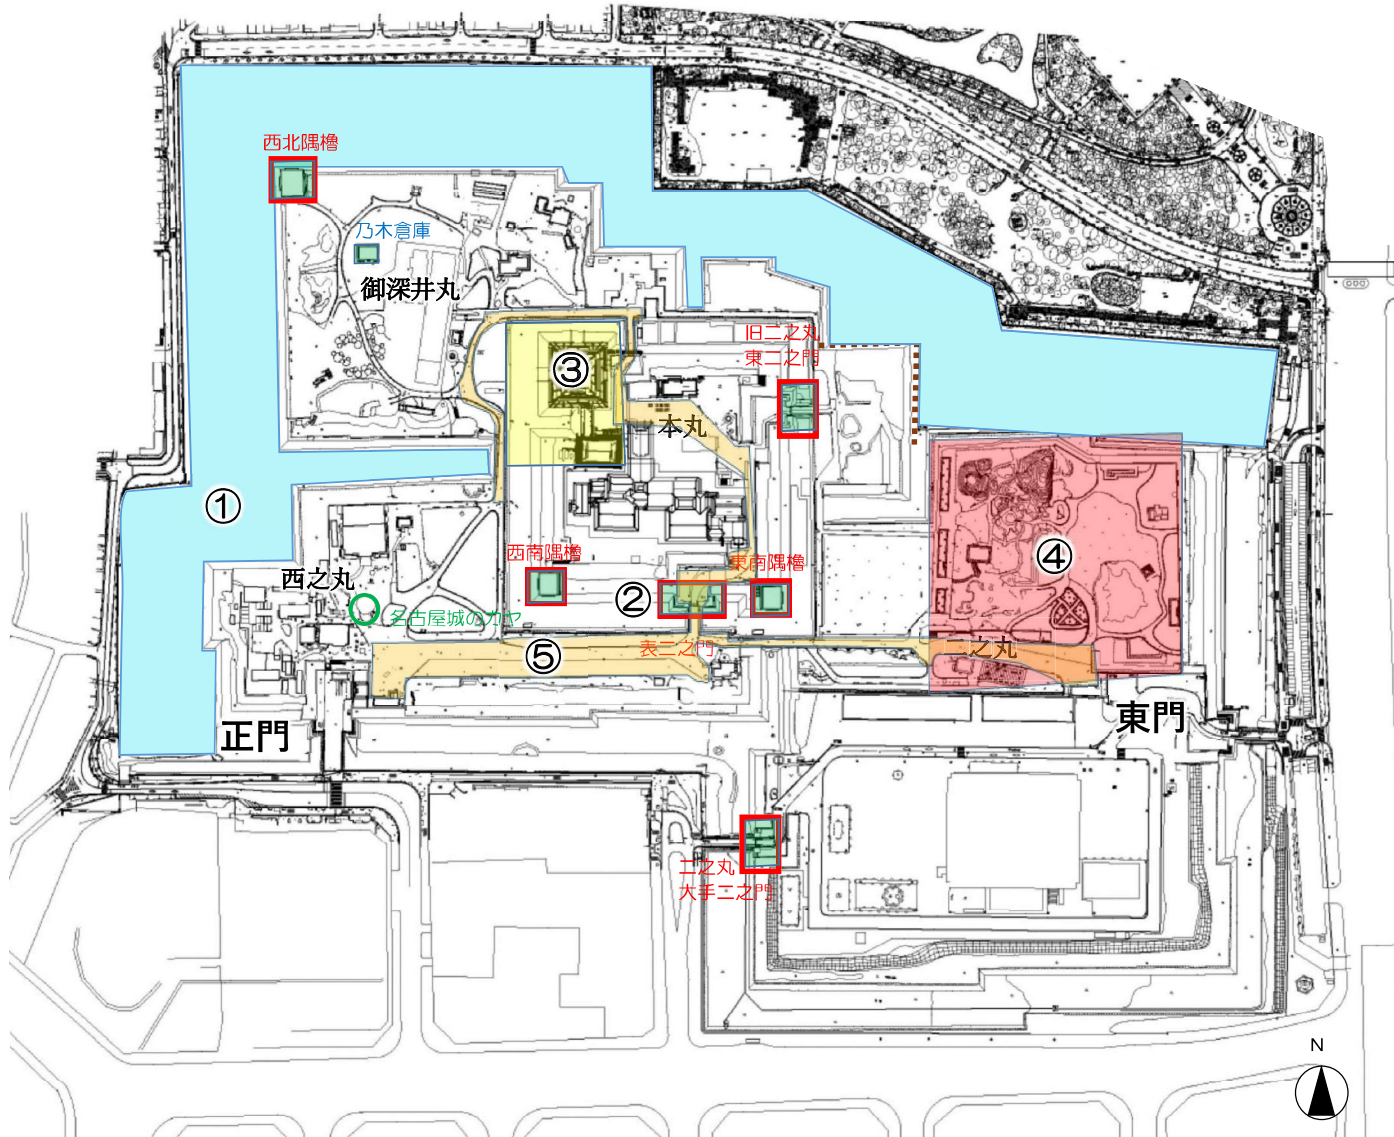 西北隅櫓
乃木倉庫
御深井丸
旧二之丸
東二之門
③
本丸
①
西南隅櫓
東南隅櫓
④
西之丸
②
名古屋城のカヤ
表二之門
⑤
二之丸
正門
東門
二之丸
大手二之門
N